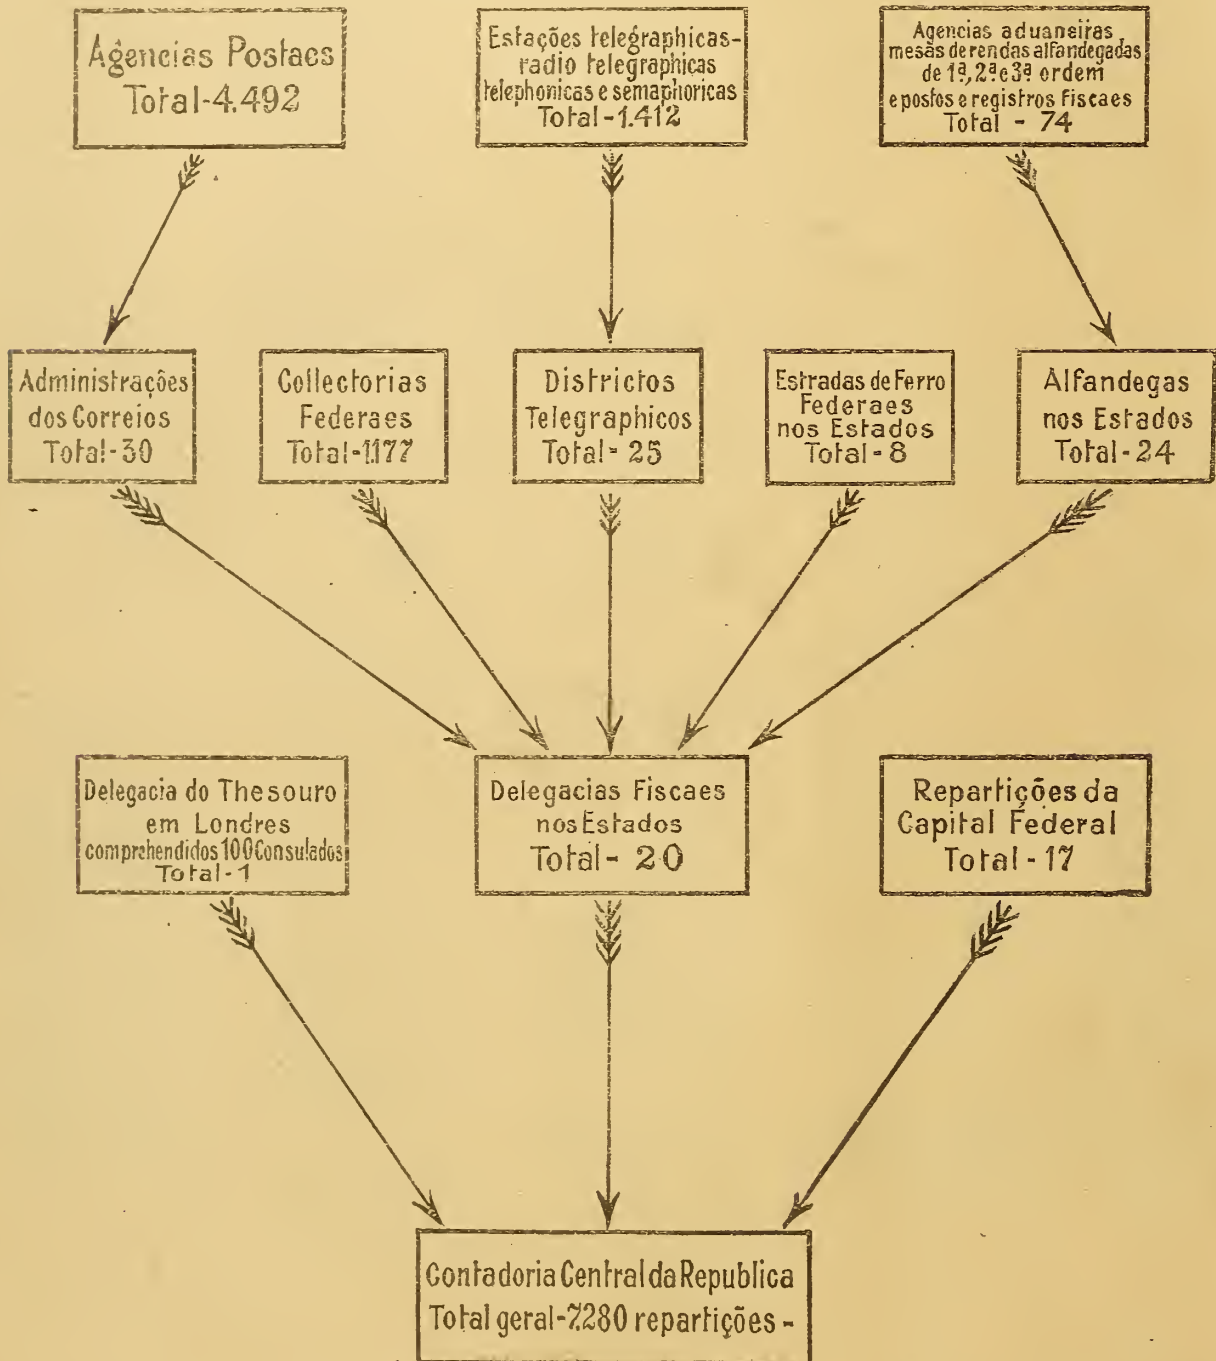 Agencias Postaes
Total-4.492
Estações telegraphicas-
radio telegraphicas
telephonicas e semaphoricas
Total-1.412
Agencias aduaneiras,
mesas de rendas alfandegadas
de 1ª, 2ª e 3ª ordem
e postos e registros fiscaes
Total - 74
Administrações
dos Correios
Total-30
Collectorias
Federaes
Total-1.177
Districtos
Telegraphicos
Total-25
Estradas de Ferro
Federaes
nos Estados
Total-8
Alfandegas
nos Estados
Total-24
Delegacia do Thesouro
em Londres
comprehendidos 100 Consulados
Total-1
Delegacias Fiscaes
nos Estados
Total-20
Repartições da
Capital Federal
Total-17
Contadoria Central da Republica
Total geral-7.280 repartições-